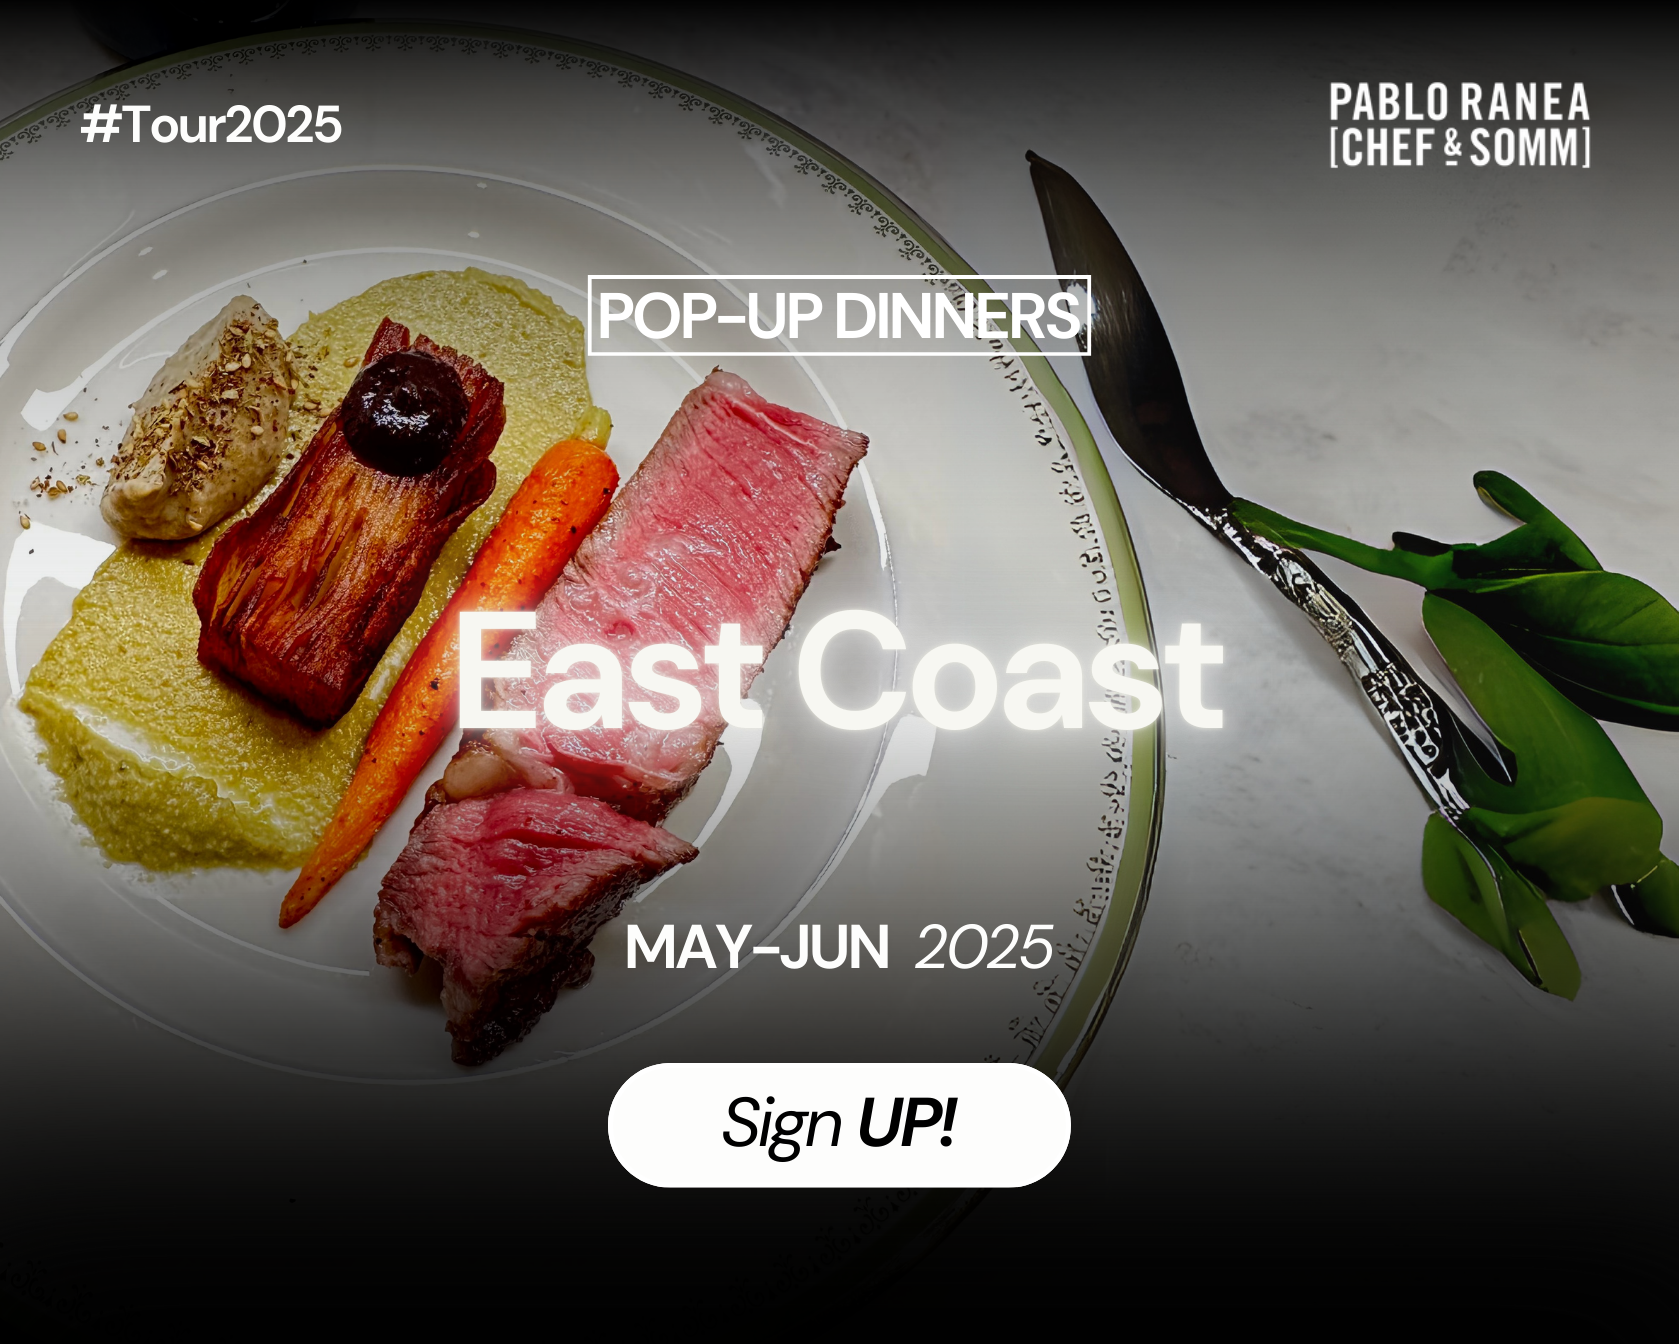 #Tour2025
PABLO RANEA
[CHEF & SOMM]
POP-UP DINNERS
East Coast
MAY-JUN 2025
Sign UP!